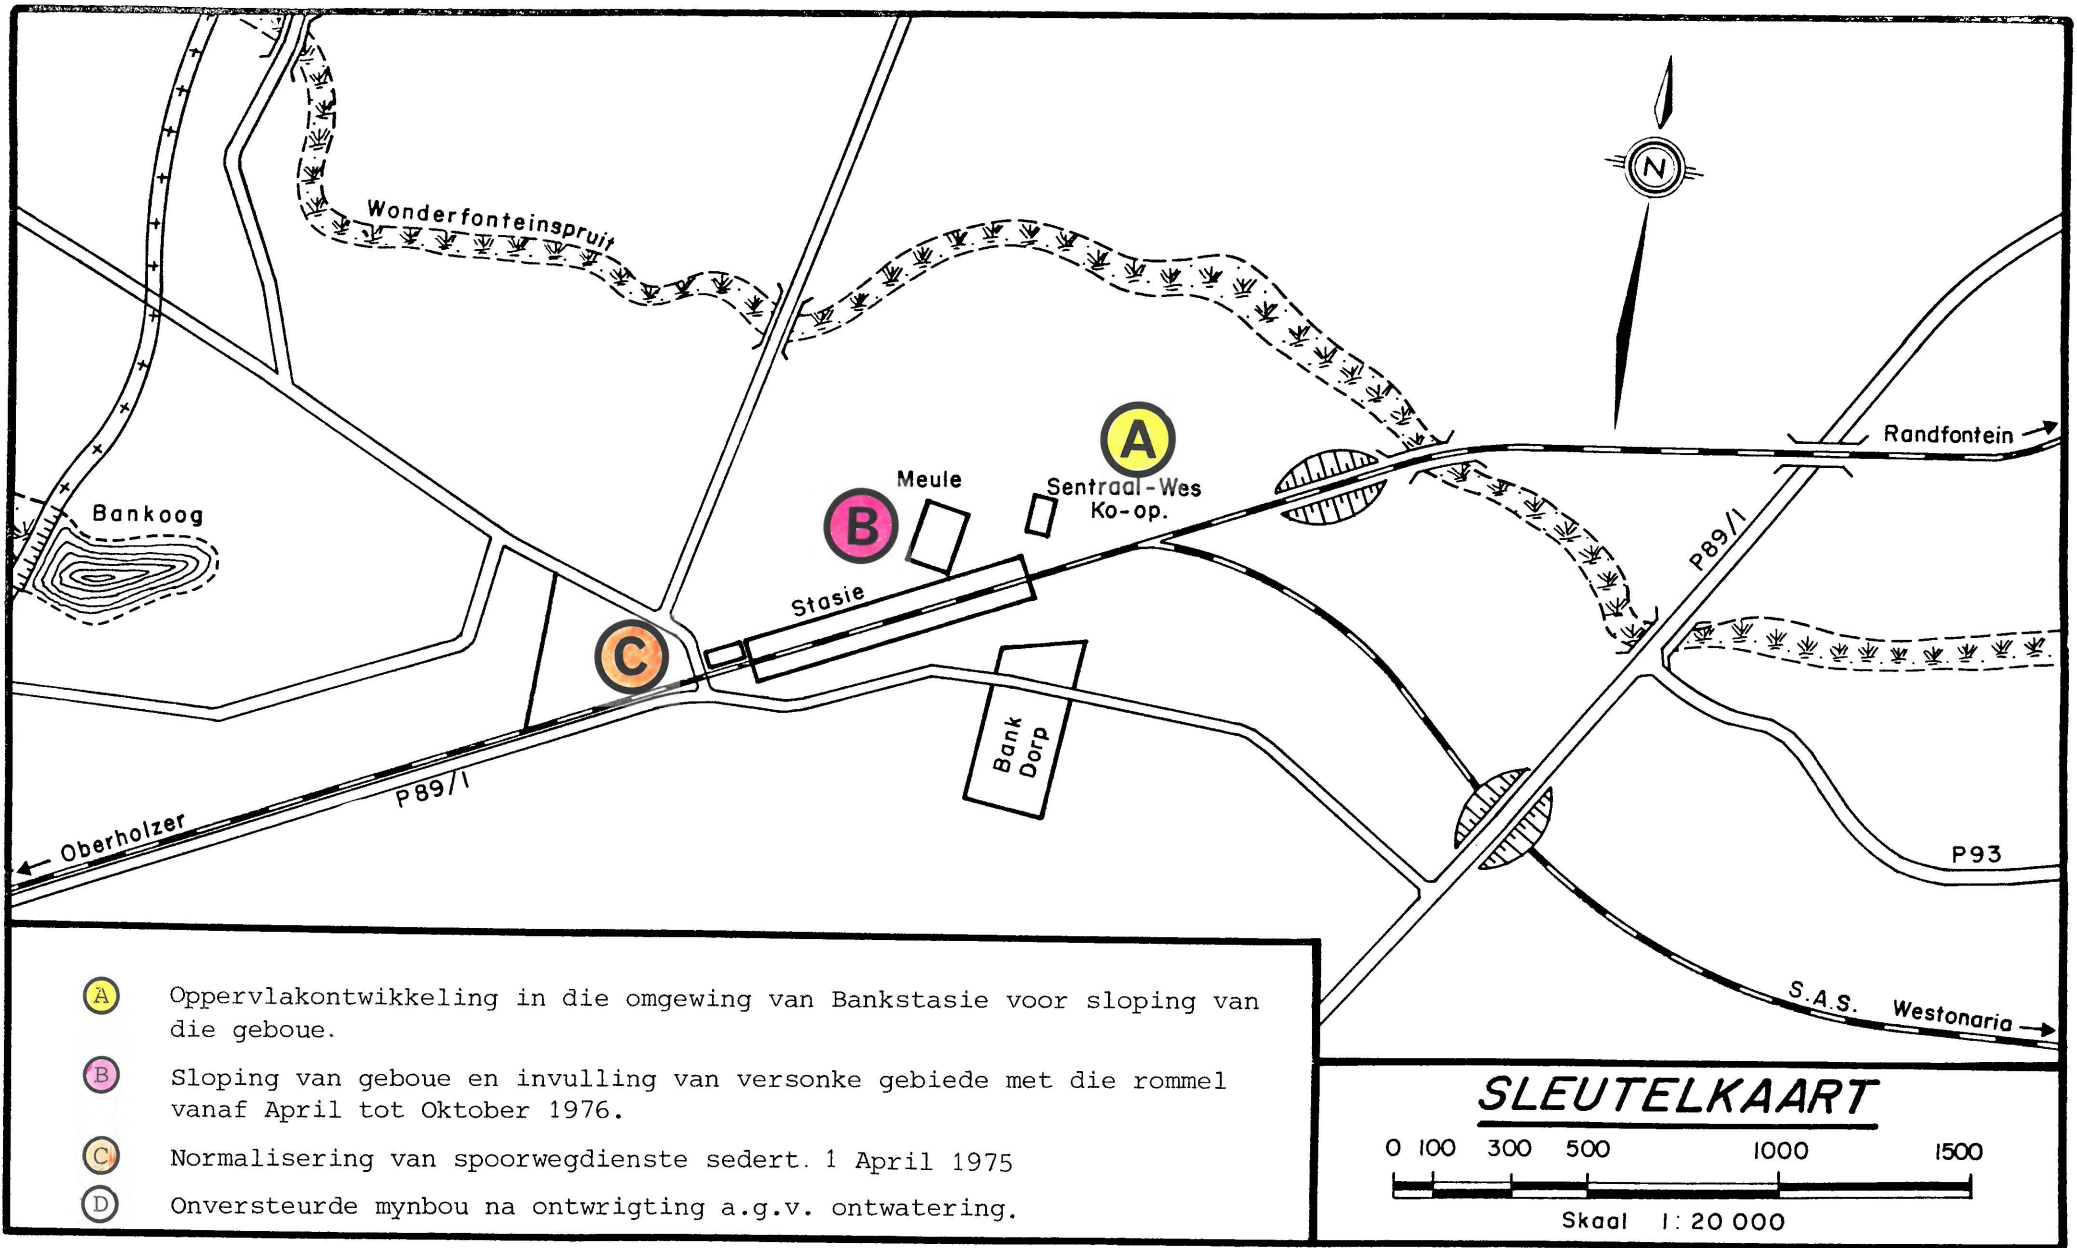 N
Wonderfonteinspruit
A
Randfontein
Meule
Sentraal-Wes
Ko-op.
B
Bankoog
P89/1
Stasie
C
Bank
Dorp
P89/1
Oberholzer
P93
S.A.S. Westonaria
A Oppervlakontwikkeling in die omgewing van Bankstasie voor sloping van
die geboue.
B Sloping van geboue en invulling van versonke gebiede met die rommel
vanaf April tot Oktober 1976.
C Normalisering van spoorwegdienste sedert. 1 April 1975
D Onversteurde mynbou na ontwrigting a.g.v. ontwatering.
SLEUTELKAART
0 100 300 500 1000 1500
Skaal 1:20 000